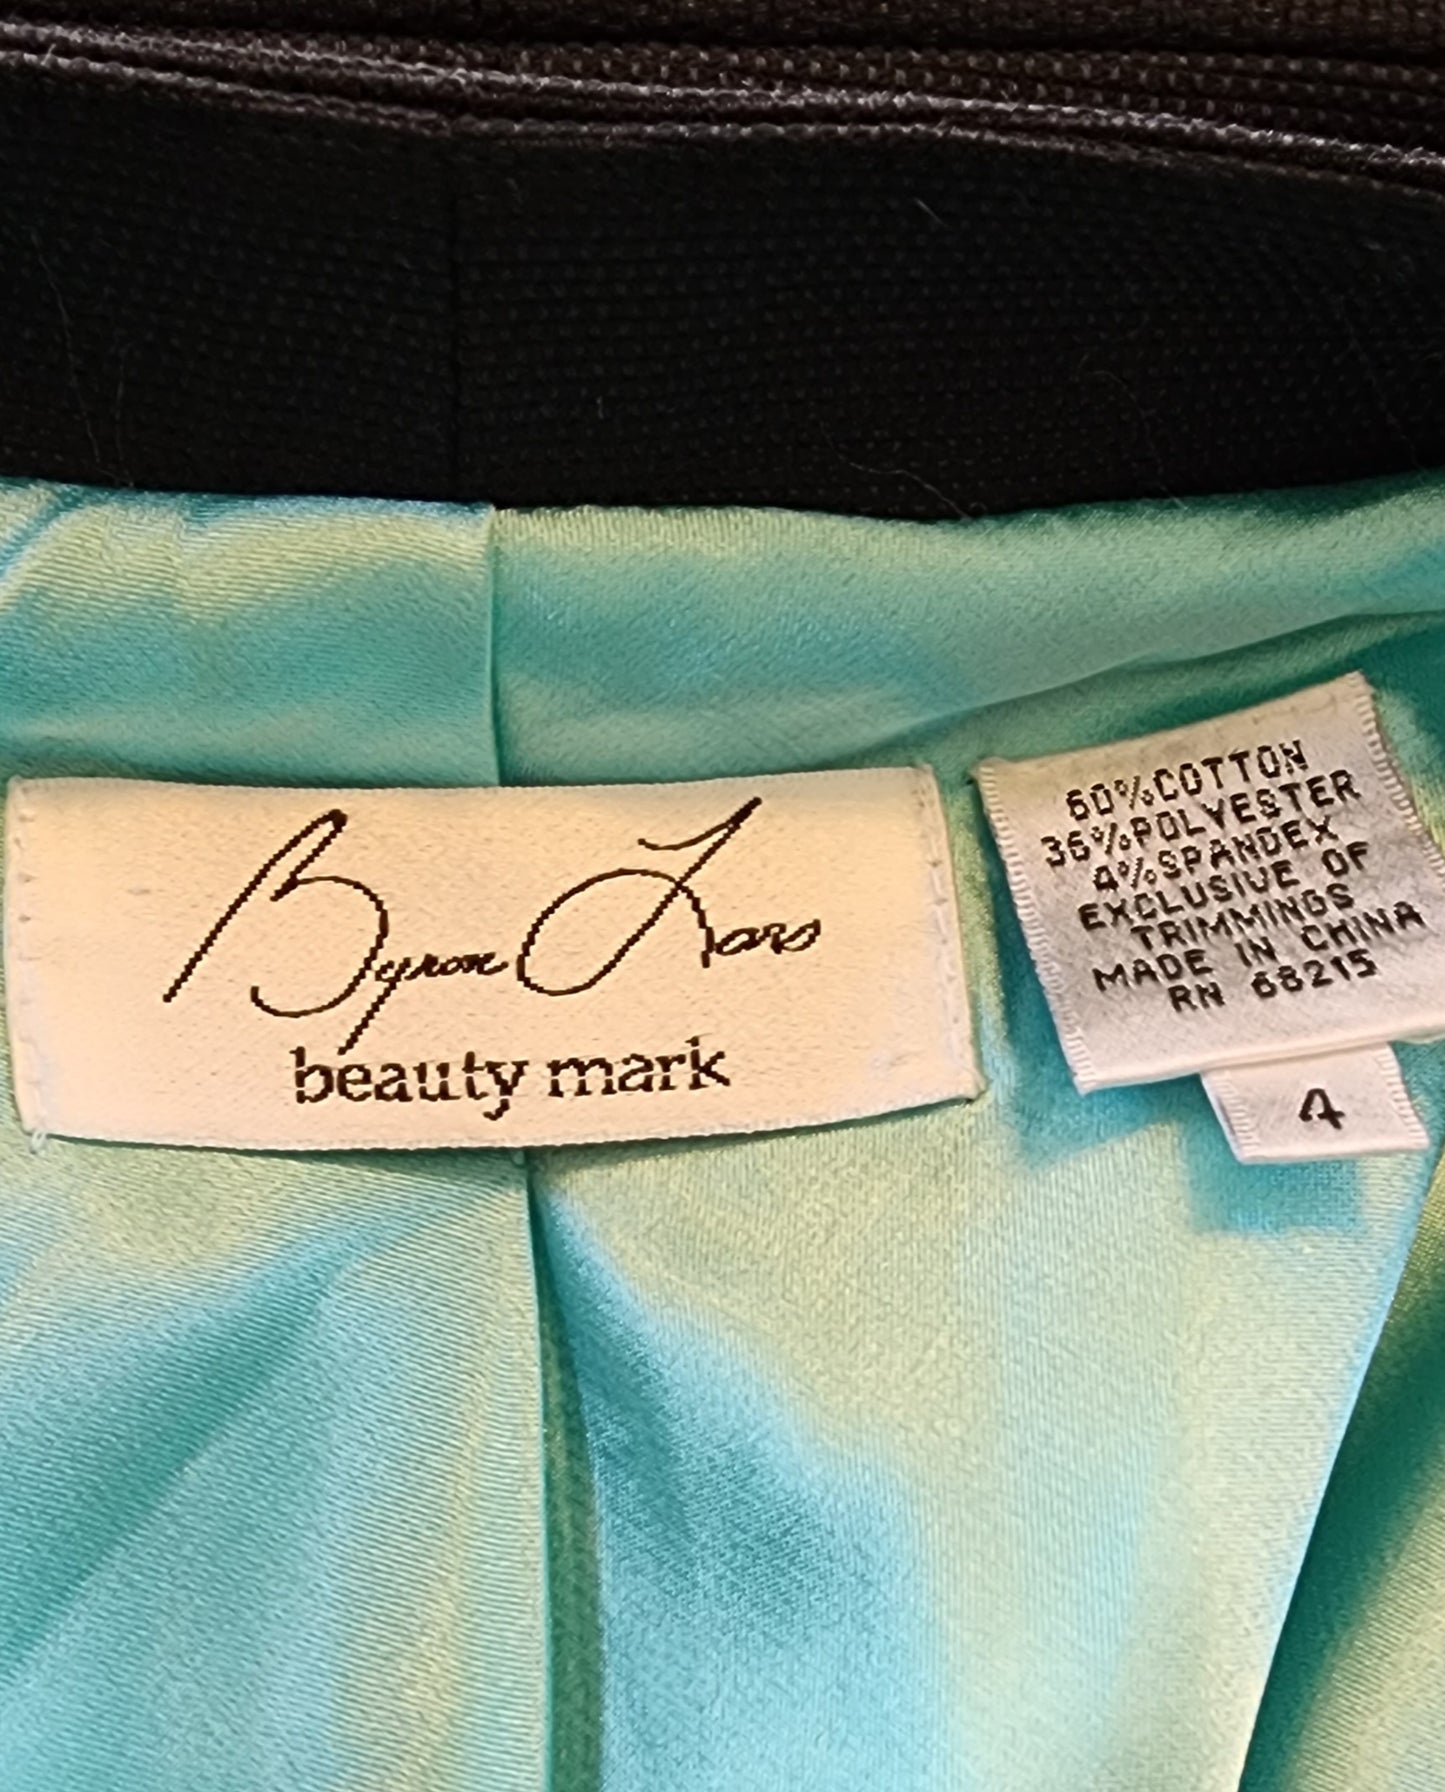 Byron Lars
beauty mark
60%COTTON
36%POLYESTER
4%SPANDEX
EXCLUSIVE OF
TRIMMINGS
MADE IN CHINA
RN 68215
4